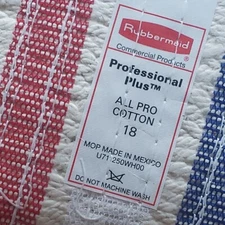 Rubbermaid
Commercial Products
Professional
Plus™
ALL PRO
COTTON
18
MOP MADE IN MEXICO
U71 250WH00
DO NOT MACHINE WASH